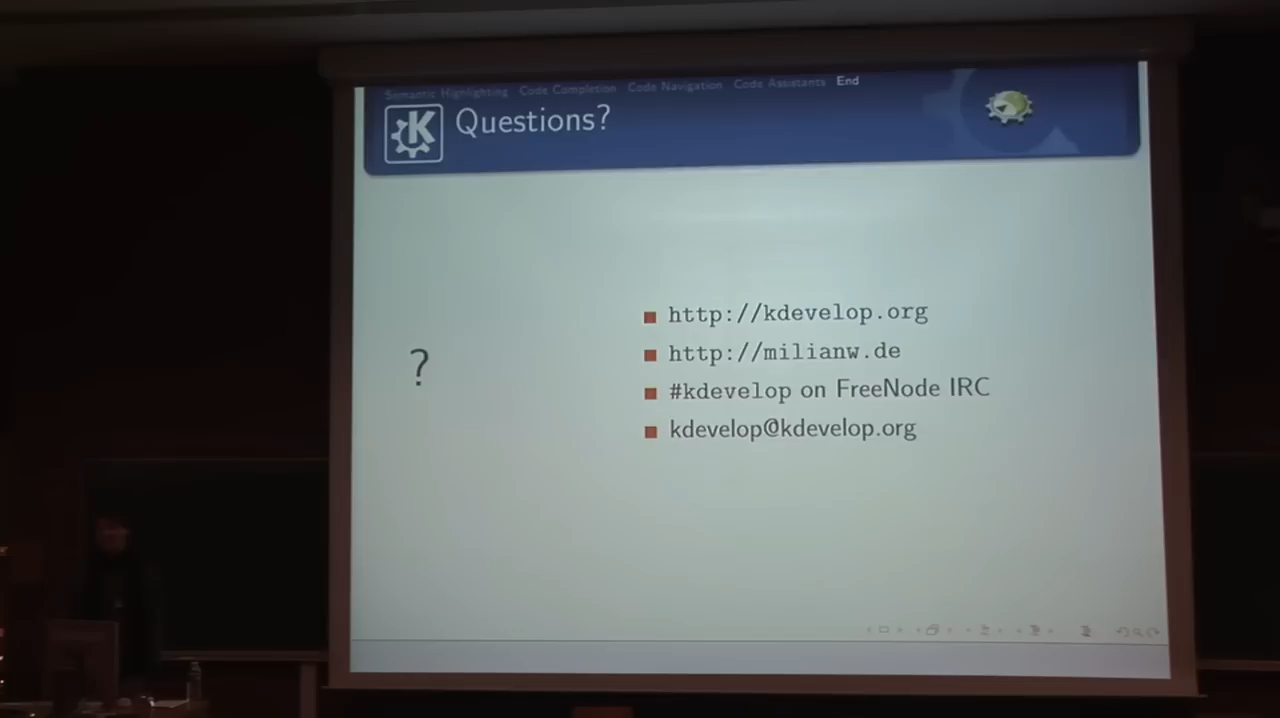 Semantic Highlighting Code Completion Code Navigation Code Assistants End
K
Questions?
?
http://kdevelop.org
http://milianw.de
#kdevelop on FreeNode IRC
kdevelop@kdevelop.org